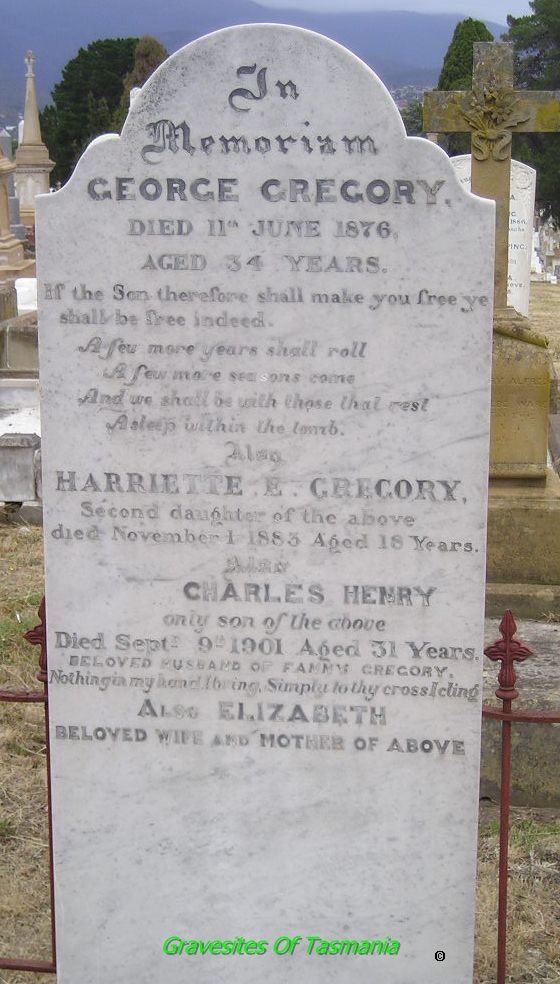 In
Memoriam
GEORGE GREGORY,
DIED 11th JUNE 1876,
AGED 34 YEARS.
If the Son therefore shall make you free ye
shall be free indeed.
A few more years shall roll
A few more seasons come
And we shall be with those that rest
Asleep within the tomb.
Also
HARRIETTE E. GREGORY,
Second daughter of the above
died November 1 1883 Aged 18 Years.
Also
CHARLES HENRY
only son of the above
Died Septr 9th 1901 Aged 31 Years.
BELOVED HUSBAND OF FANNY GREGORY.
Nothing in my hand I bring, Simply to thy cross I cling
ALSO ELIZABETH
BELOVED WIFE AND MOTHER OF ABOVE
Gravesites Of Tasmania ©